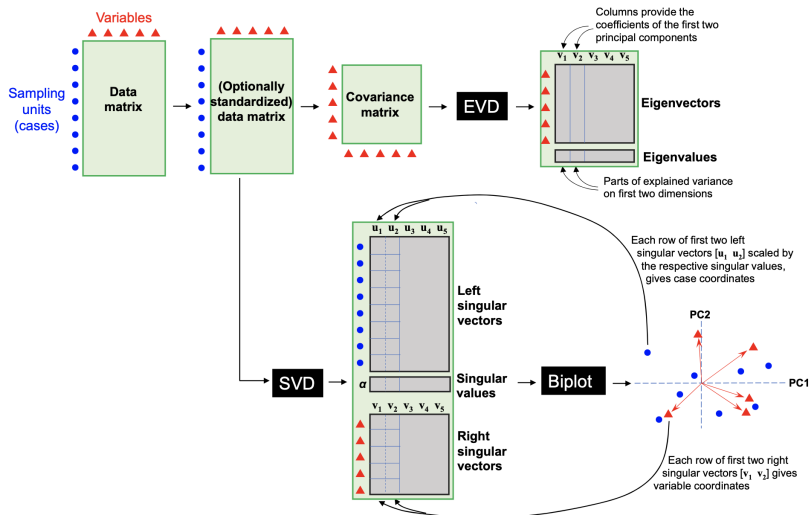 Variables
Sampling
units
(cases)
Data
matrix
(Optionally
standardized)
data matrix
Covariance
matrix
EVD
Columns provide the
coefficients of the first two
principal components
v₁ v₂ v₃ v₄ v₅
Eigenvectors
Eigenvalues
Parts of explained variance
on first two dimensions
SVD
u₁ u₂ u₃ u₄ u₅
Left
singular
vectors
α
Singular
values
v₁ v₂ v₃ v₄ v₅
Right
singular
vectors
Biplot
Each row of first two left
singular vectors [u₁ u₂] scaled by
the respective singular values,
gives case coordinates
PC2
PC1
Each row of first two right
singular vectors [v₁ v₂] gives
variable coordinates